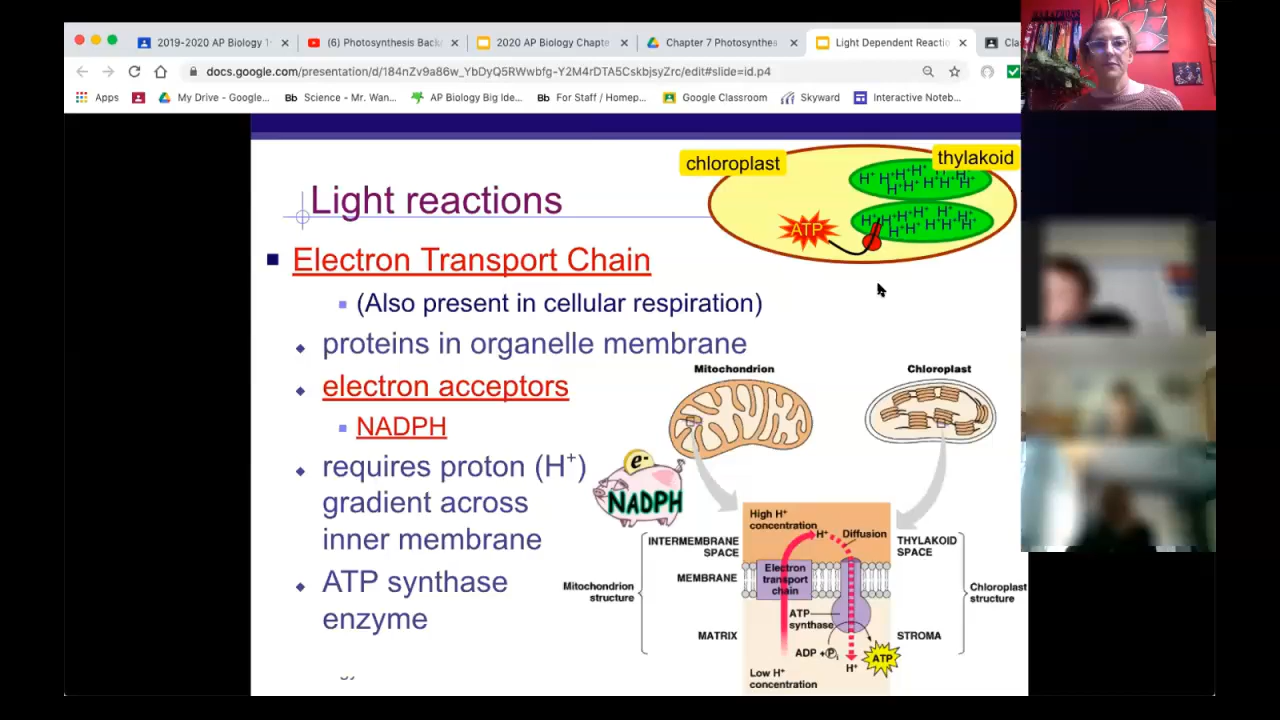 2019-2020 AP Biology 1
(6) Photosynthesis Back
2020 AP Biology Chapte
Chapter 7 Photosynthes
Light Dependent Reactio
Cla
docs.google.com/presentation/d/184nZv9a86w_YbDyQ5RWwbfg-Y2M4rDTA5CskbjsyZrc/edit#slide=id.p4
Apps
My Drive - Google...
Bb Science - Mr. Wan...
AP Biology Big Ide...
Bb For Staff / Homep...
Google Classroom
Skyward
Interactive Noteb...
chloroplast
thylakoid
ATP
Light reactions
Electron Transport Chain
(Also present in cellular respiration)
proteins in organelle membrane
electron acceptors
NADPH
requires proton (H+)
gradient across
inner membrane
ATP synthase
enzyme
e-
NADPH
Mitochondrion
Chloroplast
High H+
concentration
H+
Diffusion
INTERMEMBRANE
SPACE
THYLAKOID
SPACE
Electron
transport
chain
MEMBRANE
Mitochondrion
structure
Chloroplast
structure
ATP
synthase
MATRIX
STROMA
ADP + P
H+
ATP
Low H+
concentration